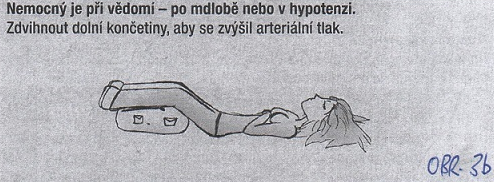 Nemocný je při vědomí – po mdlobě nebo v hypotenzi.
Zdvihnout dolní končetiny, aby se zvýšil arteriální tlak.
OBR. 3b